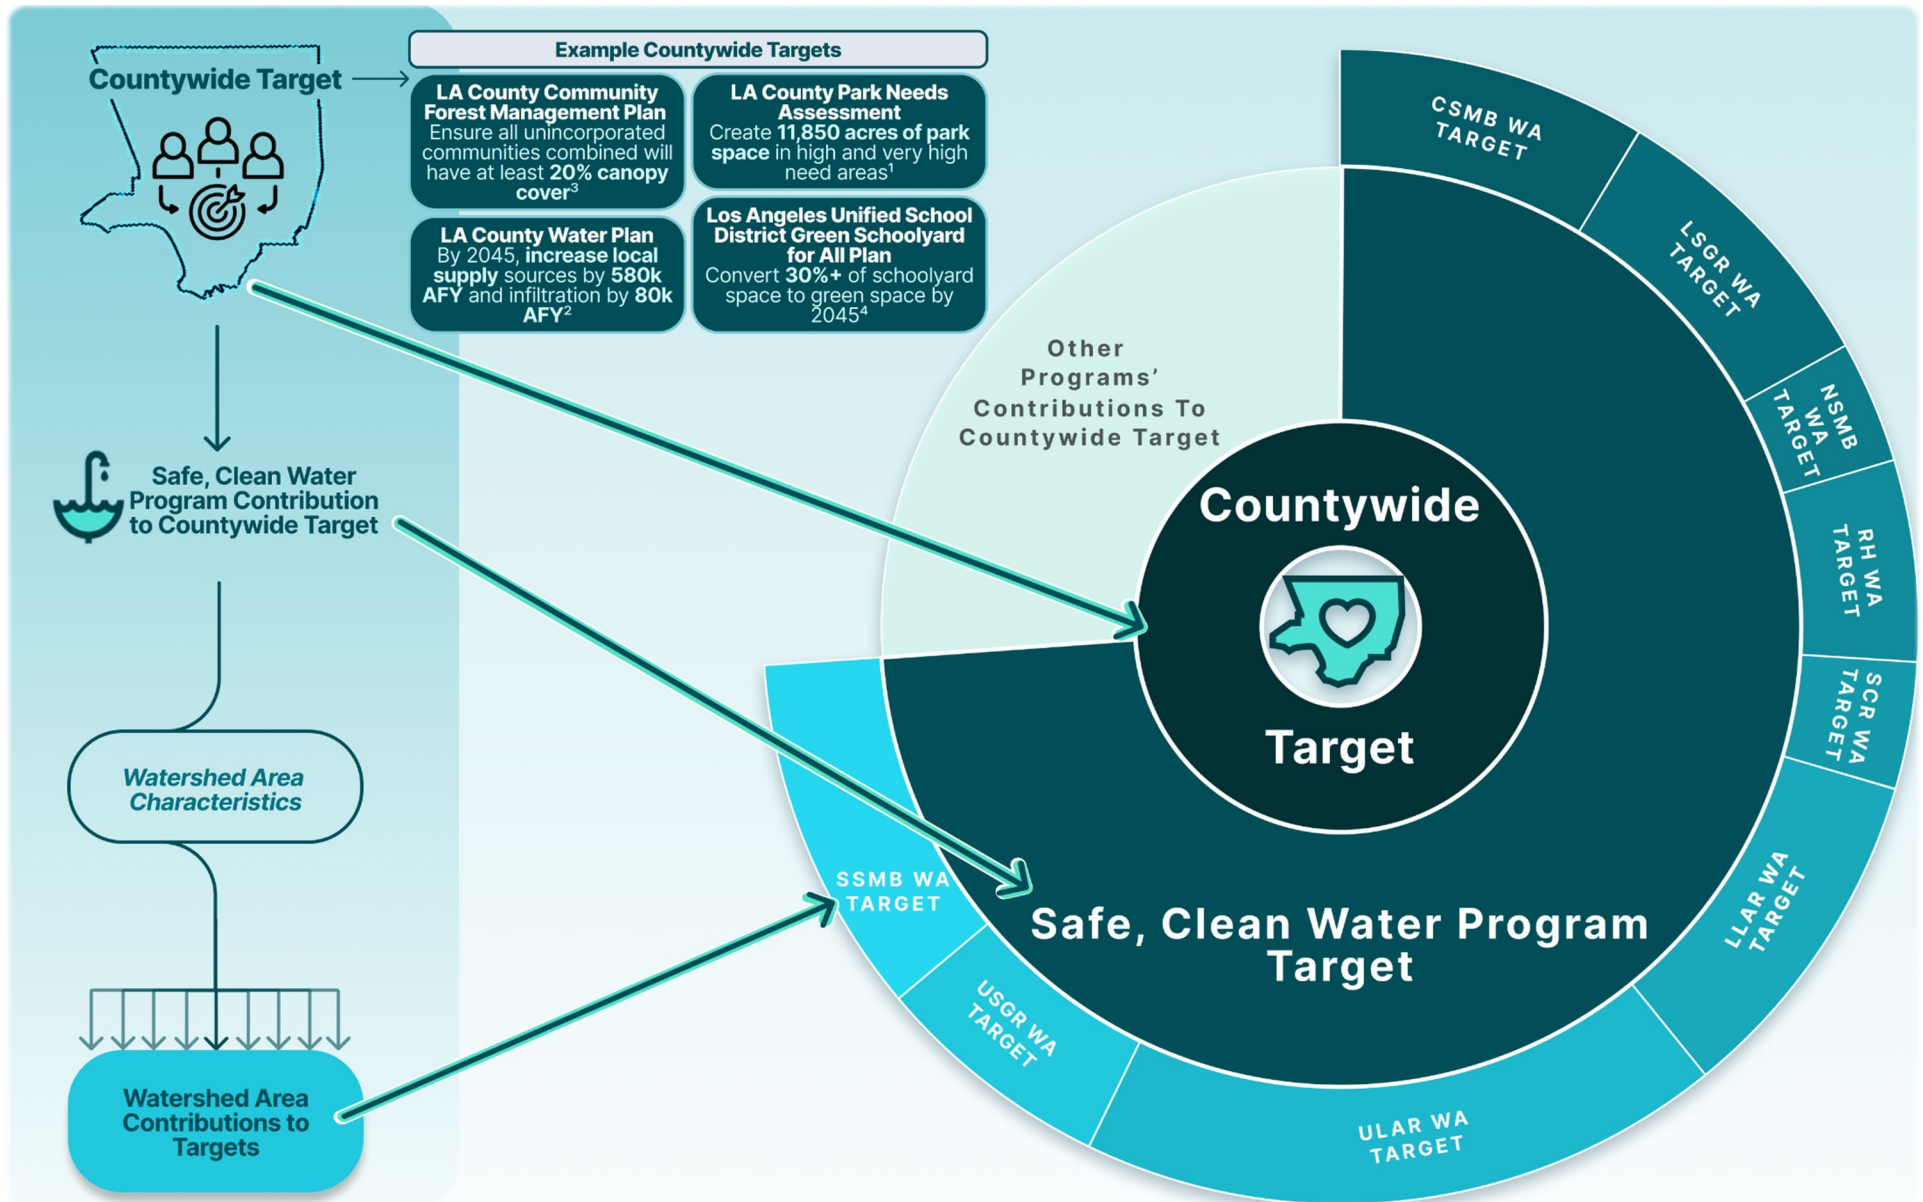 Countywide Target
Example Countywide Targets
LA County Community
Forest Management Plan
Ensure all unincorporated
communities combined will
have at least 20% canopy
cover³
LA County Park Needs
Assessment
Create 11,850 acres of park
space in high and very high
need areas¹
LA County Water Plan
By 2045, increase local
supply sources by 580k
AFY and infiltration by 80k
AFY²
Los Angeles Unified School
District Green Schoolyard
for All Plan
Convert 30%+ of schoolyard
space to green space by
2045⁴
Safe, Clean Water
Program Contribution
to Countywide Target
Watershed Area
Characteristics
Watershed Area
Contributions to
Targets
Other
Programs’
Contributions To
Countywide Target
Countywide
Target
Safe, Clean Water Program
Target
CSMB WA
TARGET
LSGR WA
TARGET
NSMB
WA
TARGET
RH WA
TARGET
SCR WA
TARGET
LLAR WA
TARGET
ULAR WA
TARGET
USGR WA
TARGET
SSMB WA
TARGET